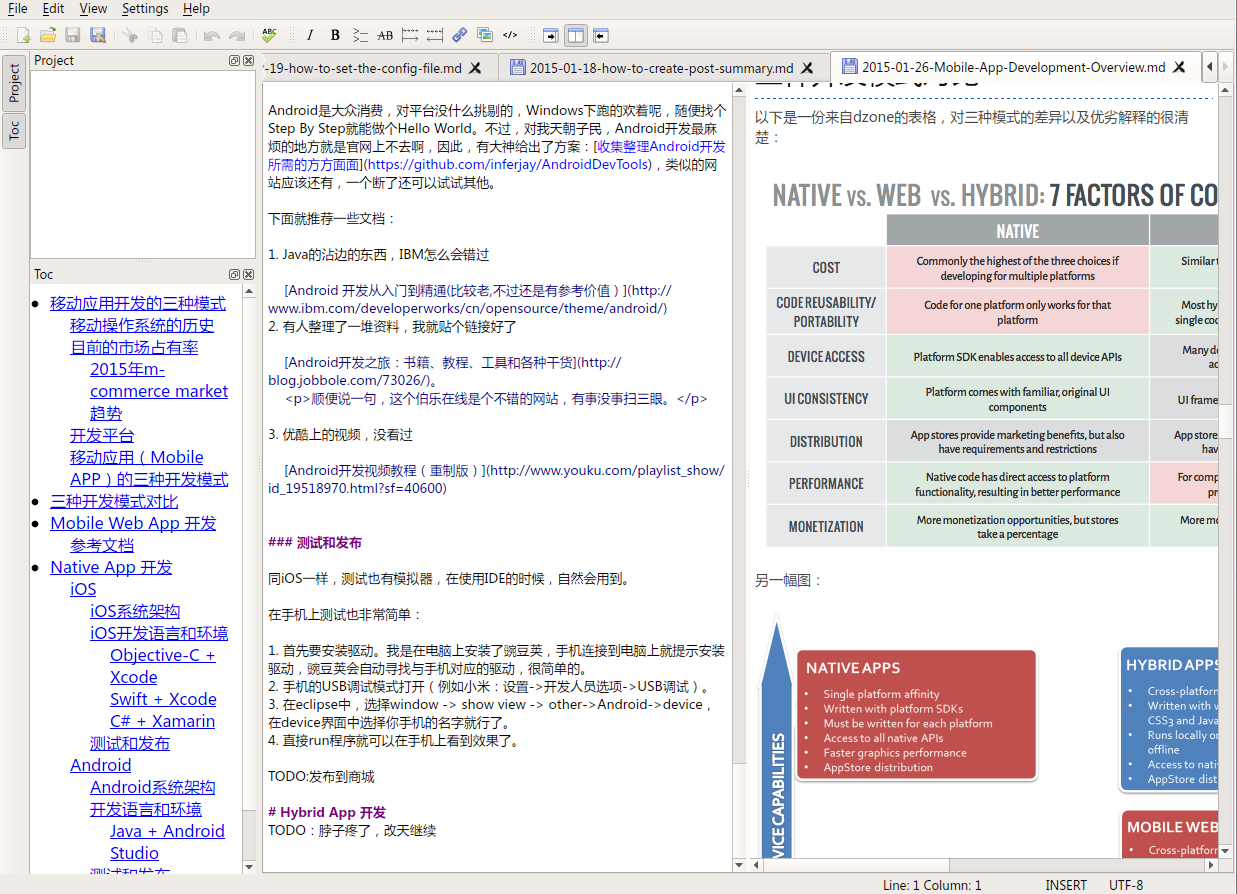 File Edit View Settings Help
ABC I B AB </>
Project
Toc
Project
Toc
移动应用开发的三种模式
移动操作系统的历史
目前的市场占有率
2015年m-
commerce market
趋势
开发平台
移动应用（Mobile
APP）的三种开发模式
三种开发模式对比
Mobile Web App 开发
参考文档
Native App 开发
iOS
iOS系统架构
iOS开发语言和环境
Objective-C +
Xcode
Swift + Xcode
C# + Xamarin
测试和发布
Android
Android系统架构
开发语言和环境
Java + Android
Studio
测试和发布
-19-how-to-set-the-config-file.md
2015-01-18-how-to-create-post-summary.md
2015-01-26-Mobile-App-Development-Overview.md
Android是大众消费，对平台没什么挑剔的，Windows下跑的欢着呢，随便找个
Step By Step就能做个Hello World。不过，对我天朝子民，Android开发最麻
烦的地方就是官网上不去啊，因此，有大神给出了方案：[收集整理Android开发
所需的方方面面](https://github.com/inferjay/AndroidDevTools)，类似的网
站应该还有，一个断了还可以试试其他。
下面就推荐一些文档：
1. Java的沾边的东西，IBM怎么会错过
[Android 开发从入门到精通(比较老,不过还是有参考价值）](http://
www.ibm.com/developerworks/cn/opensource/theme/android/)
2. 有人整理了一堆资料，我就贴个链接好了
[Android开发之旅：书籍、教程、工具和各种干货](http://
blog.jobbole.com/73026/)。
<p>顺便说一句，这个伯乐在线是个不错的网站，有事没事扫三眼。</p>
3. 优酷上的视频，没看过
[Android开发视频教程（重制版）](http://www.youku.com/playlist_show/
id_19518970.html?sf=40600)
### 测试和发布
同iOS一样，测试也有模拟器，在使用IDE的时候，自然会用到。
在手机上测试也非常简单：
1. 首先要安装驱动。我是在电脑上安装了豌豆荚，手机连接到电脑上就提示安装
驱动，豌豆荚会自动寻找与手机对应的驱动，很简单的。
2. 手机的USB调试模式打开（例如小米：设置->开发人员选项->USB调试）。
3. 在eclipse中，选择window -> show view -> other->Android->device，
在device界面中选择你手机的名字就行了。
4. 直接run程序就可以在手机上看到效果了。
TODO:发布到商城
# Hybrid App 开发
TODO：脖子疼了，改天继续
以下是一份来自dzone的表格，对三种模式的差异以及优劣解释的很清
楚：
NATIVE vs. WEB vs. HYBRID: 7 FACTORS OF CO
NATIVE
COST
Commonly the highest of the three choices if
developing for multiple platforms
Similar t
CODE REUSABILITY/
PORTABILITY
Code for one platform only works for that
platform
Most hy
single coc
DEVICE ACCESS
Platform SDK enables access to all device APIs
Many de
ac
UI CONSISTENCY
Platform comes with familiar, original UI
components
UI frame
DISTRIBUTION
App stores provide marketing benefits, but also
have requirements and restrictions
App store
hav
PERFORMANCE
Native code has direct access to platform
functionality, resulting in better performance
For comp
pr
MONETIZATION
More monetization opportunities, but stores
take a percentage
More mo
另一幅图：
VICE CAPABILITIES
NATIVE APPS
• Single platform affinity
• Written with platform SDKs
• Must be written for each platform
• Access to all native APIs
• Faster graphics performance
• AppStore distribution
HYBRID APPS
• Cross-platform
• Written with
CSS3 and Java
• Runs locally or
offline
• Access to nati
• AppStore dist
MOBILE WEB
• Cross-platform
Line: 1 Column: 1 INSERT UTF-8